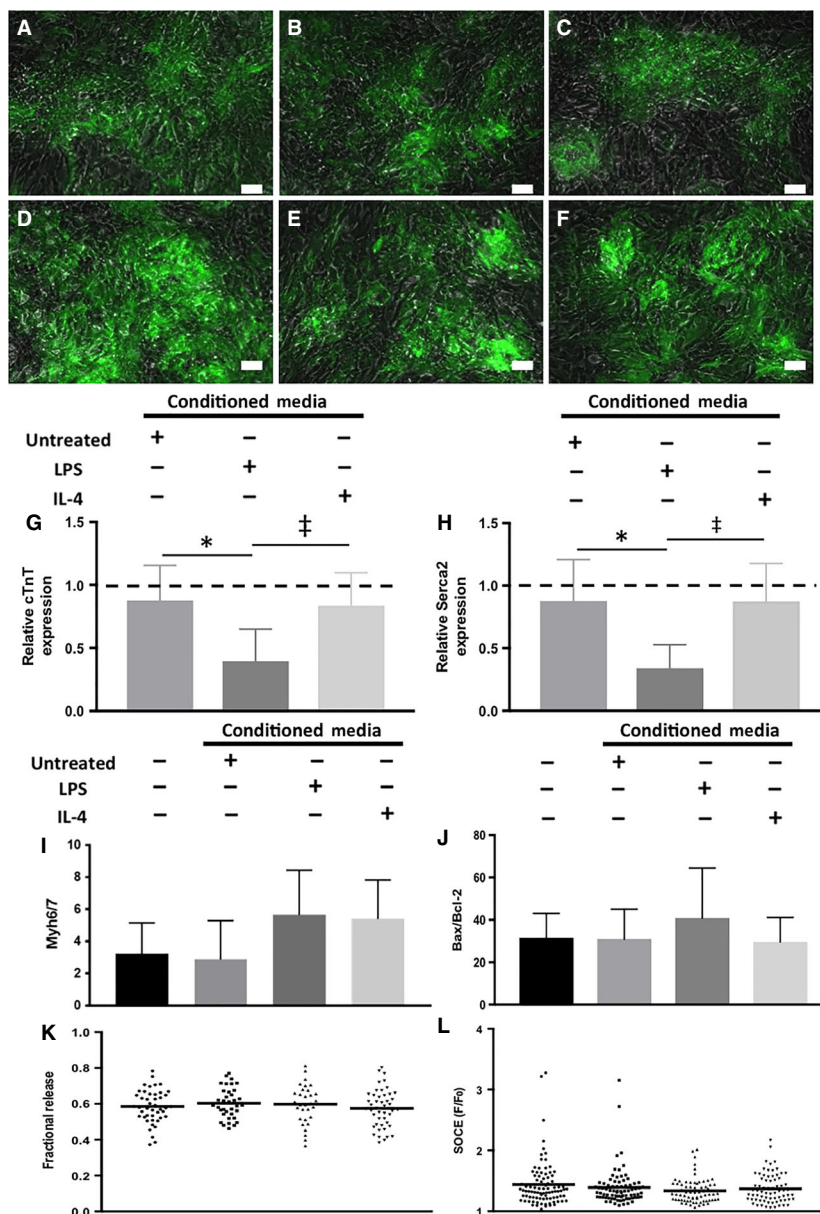 A B C
D E F
Conditioned media
Untreated + – –
LPS – + –
IL-4 – – +
G
Relative cTnT
expression
1.5
1.0
0.5
0.0
* ‡
Conditioned media
+ – –
– + –
– – +
H
Relative Serca2
expression
1.5
1.0
0.5
0.0
* ‡
Conditioned media
Untreated – + – –
LPS – – + –
IL-4 – – – +
I
Myh6/7
10
8
6
4
2
0
Conditioned media
– + – –
– – + –
– – – +
J
Bax/Bcl-2
80
60
40
20
0
K
Fractional release
1.0
0.8
0.6
0.4
0.2
0.0
L
SOCE (F/F0)
4
3
2
1